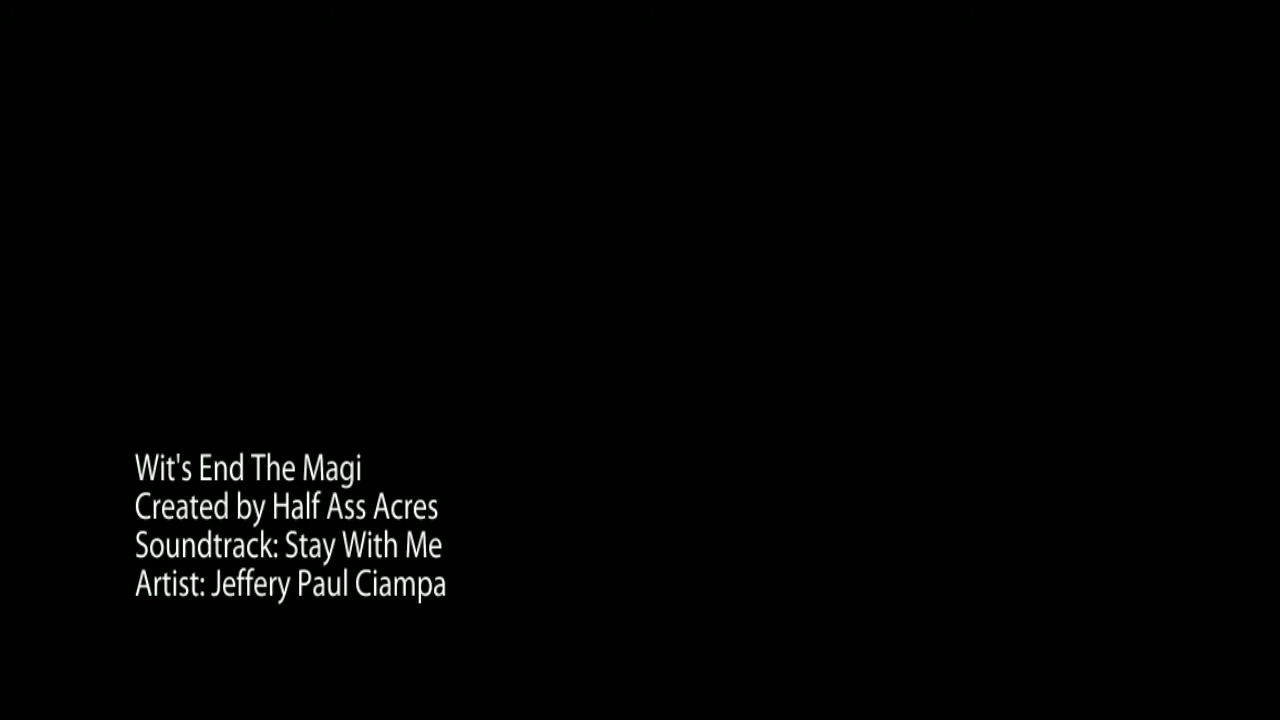 Wit's End The Magi
Created by Half Ass Acres
Soundtrack: Stay With Me
Artist: Jeffery Paul Ciampa